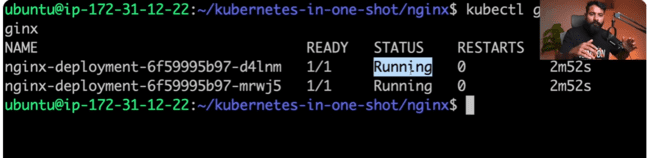 ubuntu@ip-172-31-12-22:~/kubernetes-in-one-shot/nginx$ kubectl g
ginx
NAME READY STATUS RESTARTS
nginx-deployment-6f59995b97-d4lnm 1/1 Running 0 2m52s
nginx-deployment-6f59995b97-mrwj5 1/1 Running 0 2m52s
ubuntu@ip-172-31-12-22:~/kubernetes-in-one-shot/nginx$